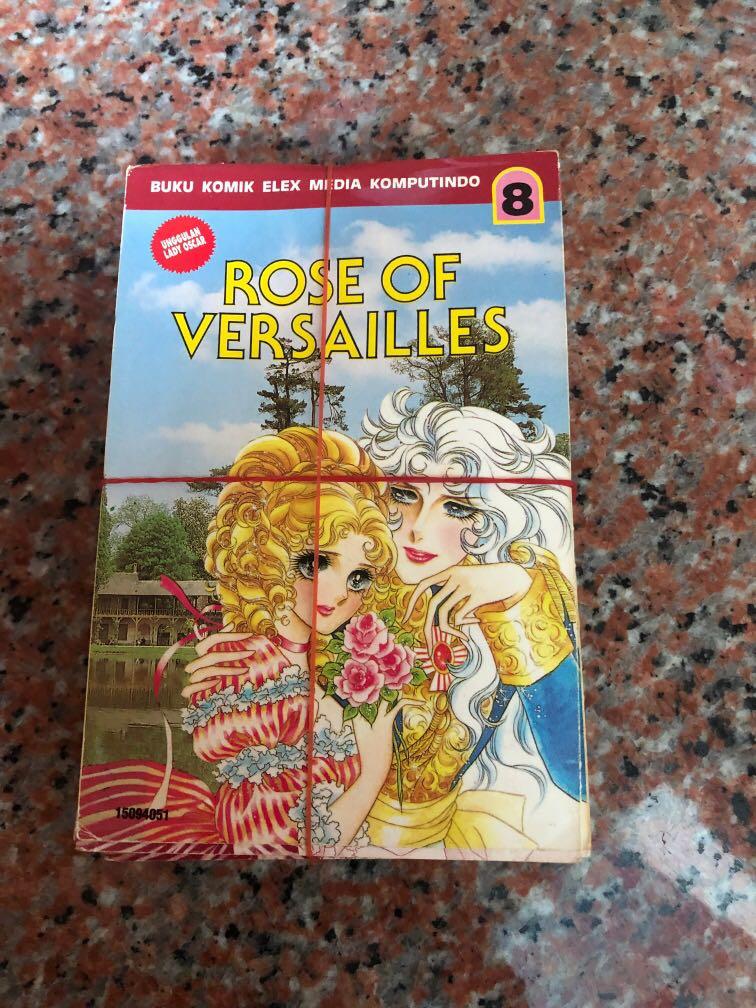 BUKU KOMIK ELEX MEDIA KOMPUTINDO
8
UNGGULAN
LADY OSCAR
ROSE OF
VERSAILLES
15094051